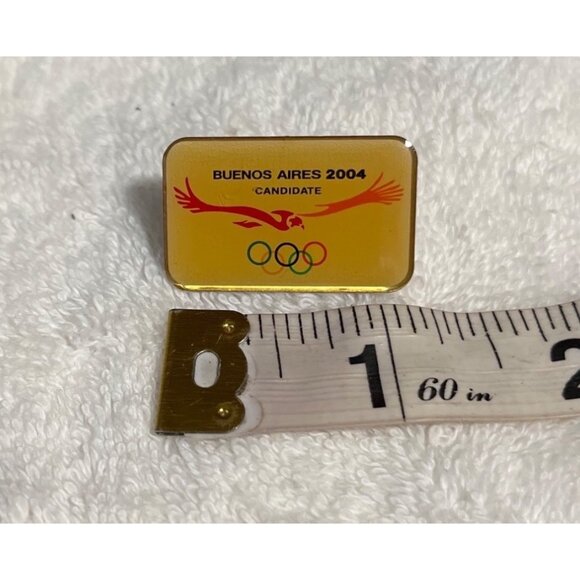 BUENOS AIRES 2004
CANDIDATE
1
60 in
2